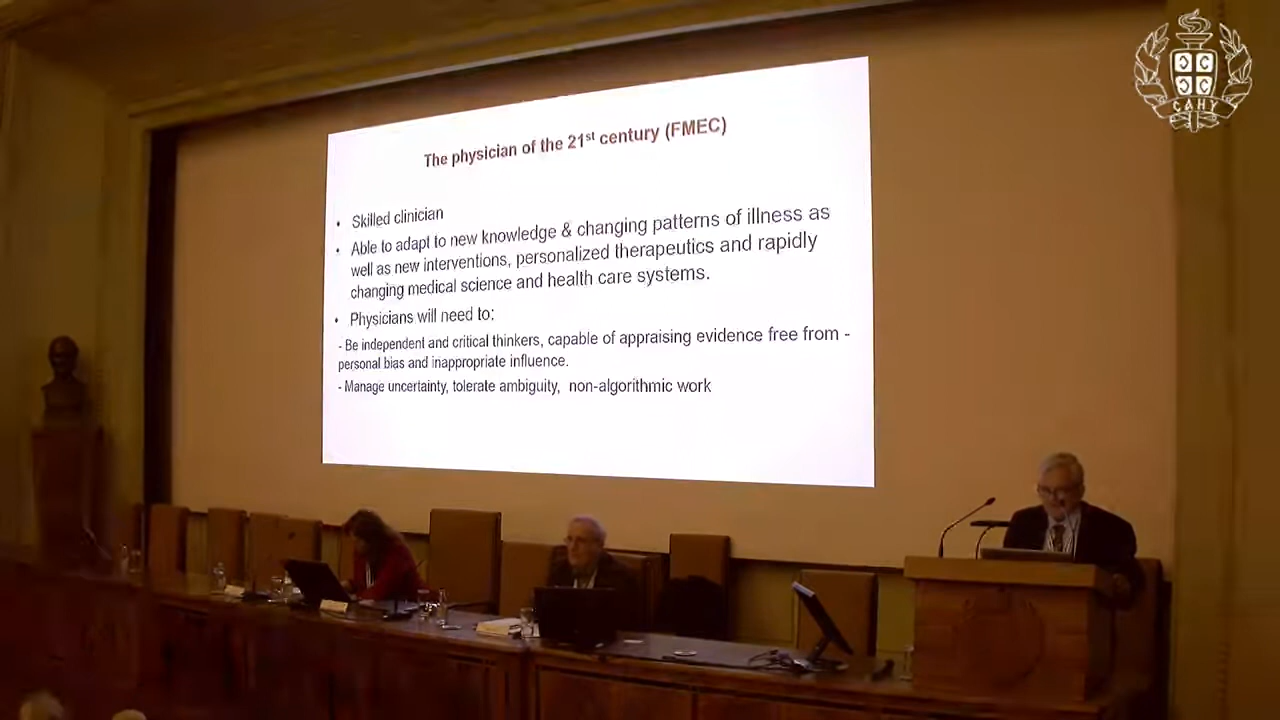 The physician of the 21st century (FMEC)
• Skilled clinician
• Able to adapt to new knowledge & changing patterns of illness as
well as new interventions, personalized therapeutics and rapidly
changing medical science and health care systems.
• Physicians will need to:
- Be independent and critical thinkers, capable of appraising evidence free from -
personal bias and inappropriate influence.
- Manage uncertainty, tolerate ambiguity,  non-algorithmic work
САНУ